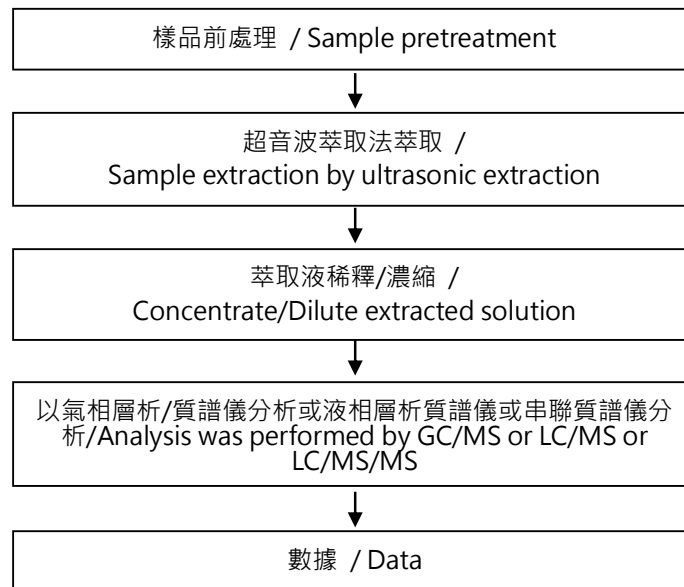 樣品前處理 / Sample pretreatment
超音波萃取法萃取 /
Sample extraction by ultrasonic extraction
萃取液稀釋/濃縮 /
Concentrate/Dilute extracted solution
以氣相層析/質譜儀分析或液相層析質譜儀或串聯質譜儀分
析/Analysis was performed by GC/MS or LC/MS or
LC/MS/MS
數據 / Data